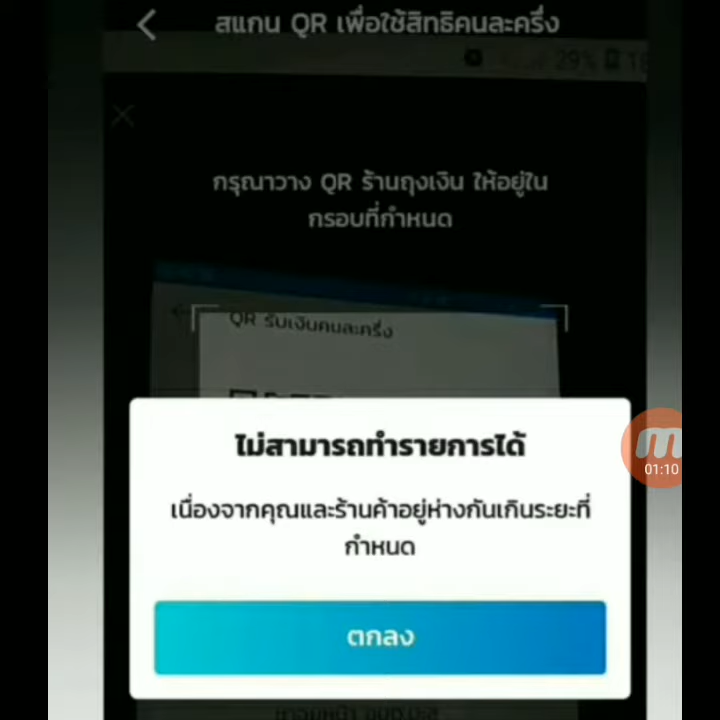 สแกน QR เพื่อใช้สิทธิคนละครึ่ง
29%
กรุณาวาง QR ร้านถุงเงิน ให้อยู่ใน
กรอบที่กำหนด
QR รับเงินคนละครึ่ง
ไม่สามารถทำรายการได้
เนื่องจากคุณและร้านค้าอยู่ห่างกันเกินระยะที่
กำหนด
01:10
ตกลง